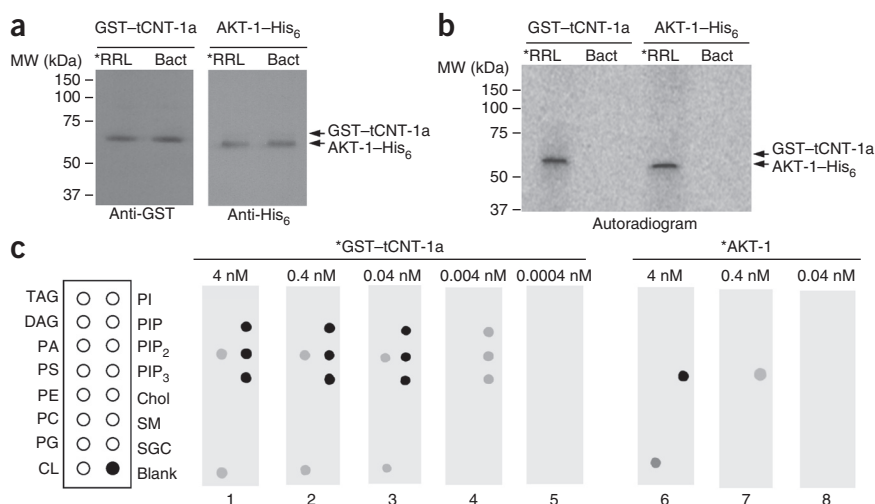 a
GST–tCNT-1a AKT-1–His6
MW (kDa) *RRL Bact *RRL Bact
150
100
75
50
37
GST–tCNT-1a
AKT-1–His6
Anti-GST Anti-His6
b
GST–tCNT-1a AKT-1–His6
MW (kDa) *RRL Bact *RRL Bact
150
100
75
50
37
GST–tCNT-1a
AKT-1–His6
Autoradiogram
c
*GST–tCNT-1a *AKT-1
4 nM 0.4 nM 0.04 nM 0.004 nM 0.0004 nM 4 nM 0.4 nM 0.04 nM
TAG PI
DAG PIP
PA PIP2
PS PIP3
PE Chol
PC SM
PG SGC
CL Blank
1 2 3 4 5 6 7 8